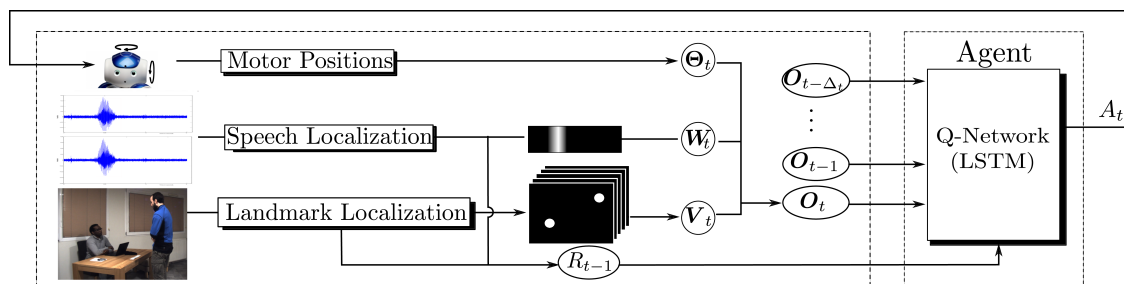 Agent
Motor Positions
Θ_t
O_{t−Δ_t}
A_t
Speech Localization
W_t
Q-Network
(LSTM)
O_{t−1}
Landmark Localization
V_t
O_t
R_{t−1}